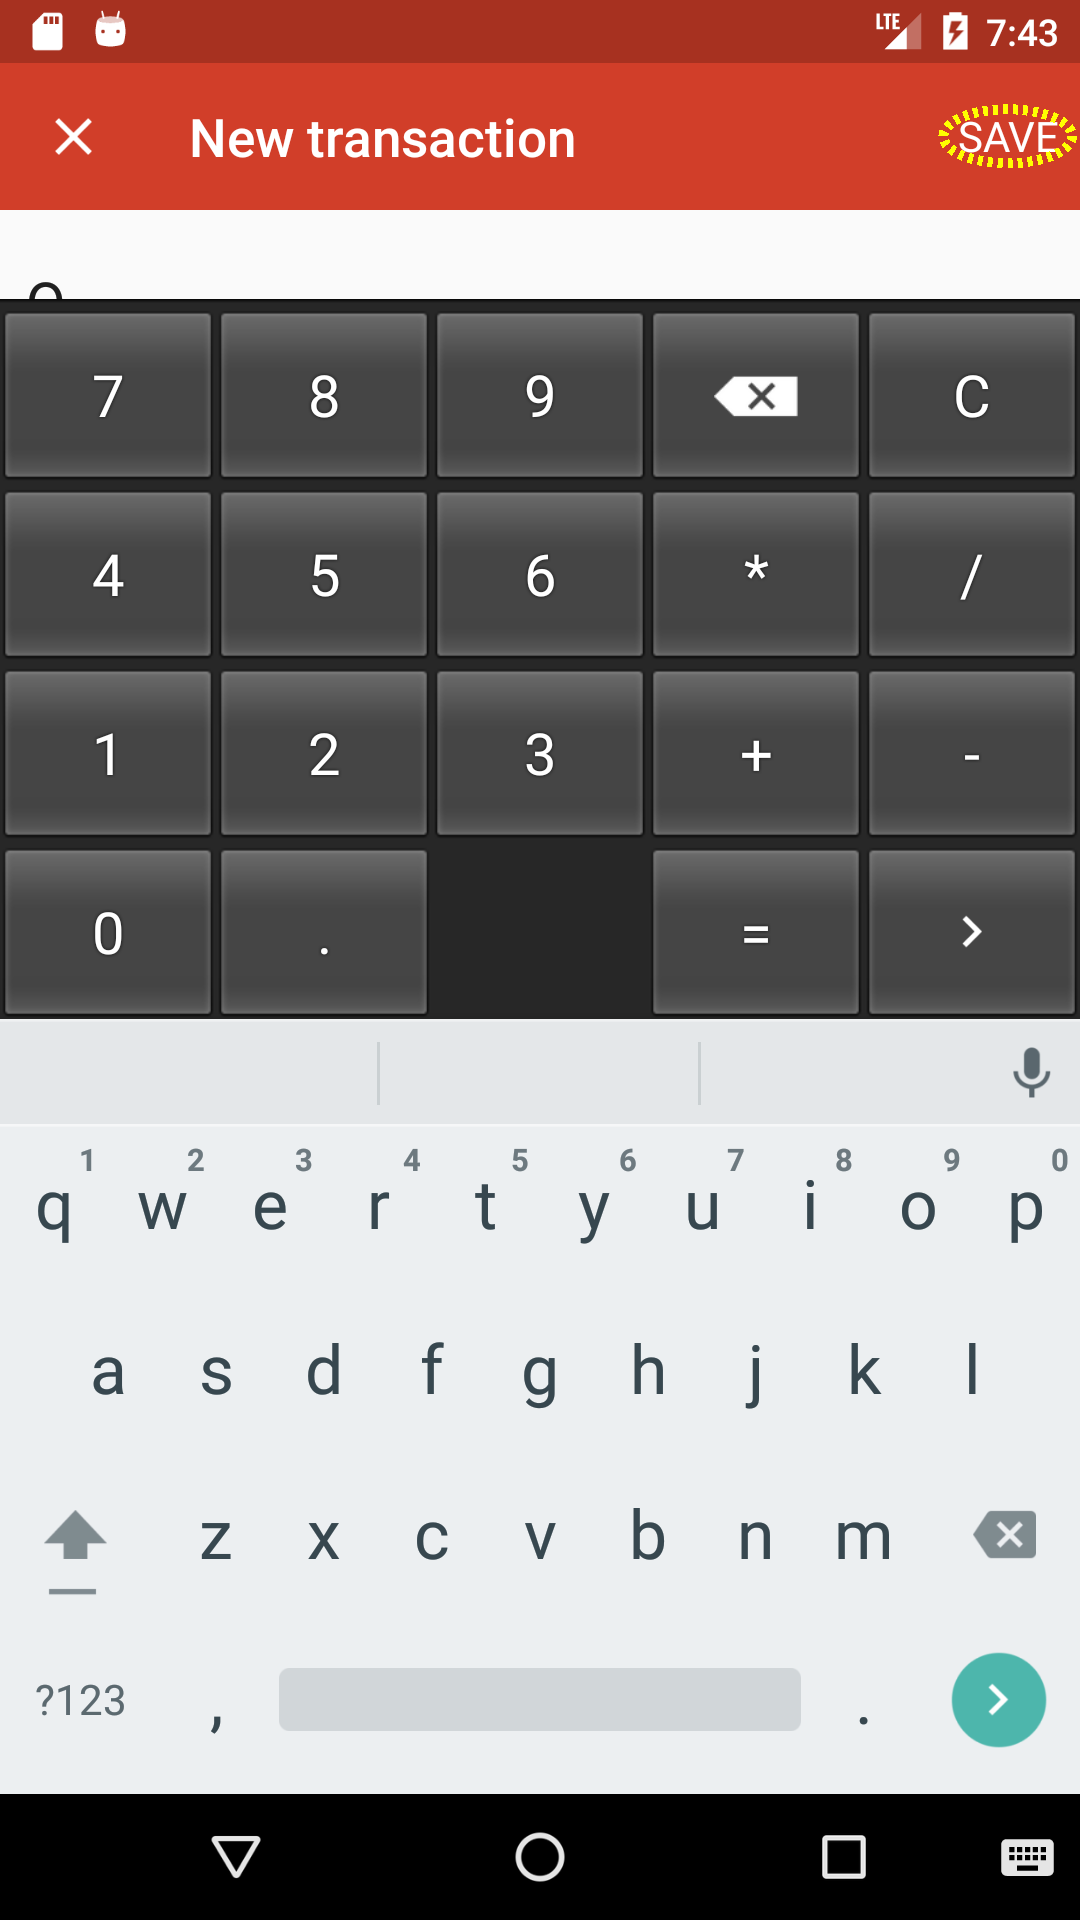 LTE 7:43
New transaction SAVE
7 8 9 C
4 5 6 * /
1 2 3 + -
0 . = >
1 2 3 4 5 6 7 8 9 0
q w e r t y u i o p
a s d f g h j k l
z x c v b n m
?123 , .